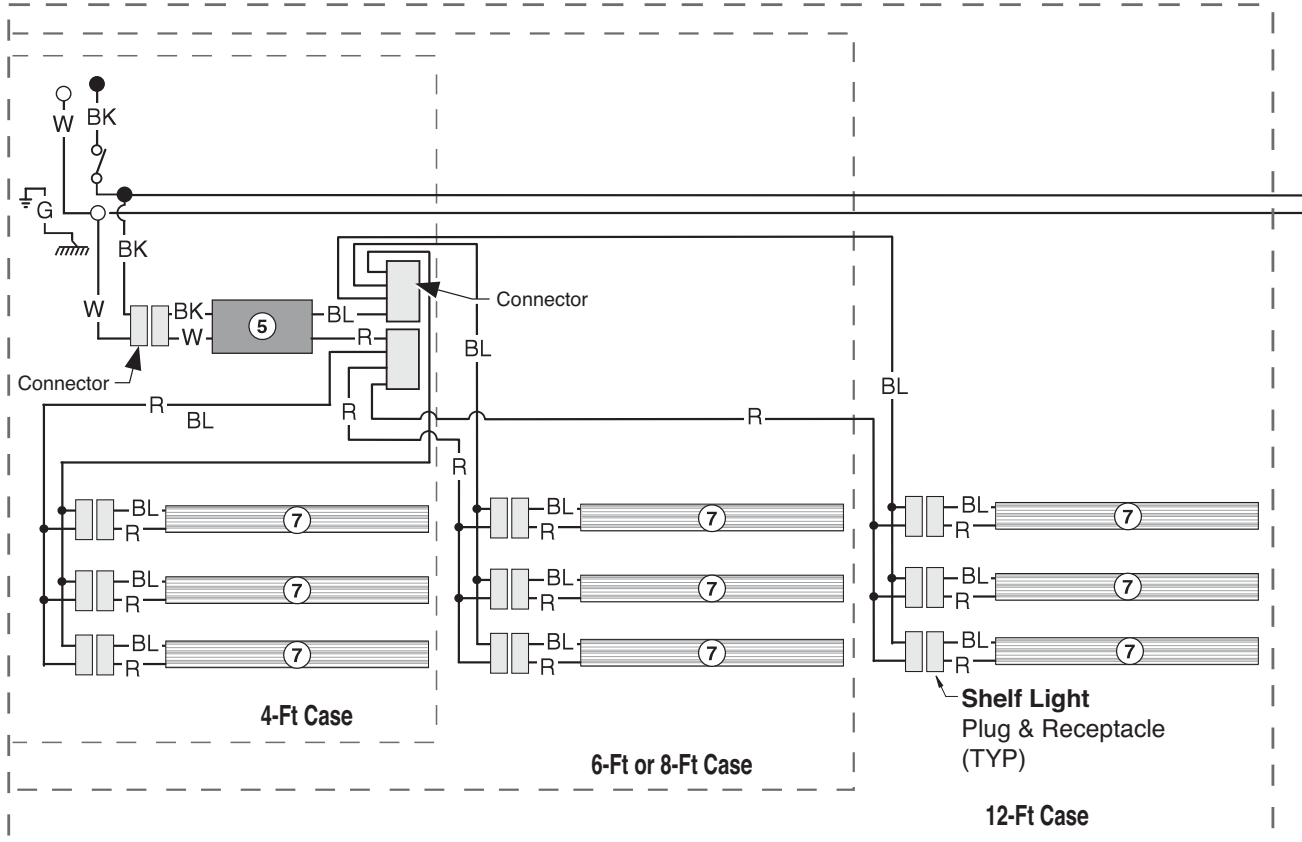 W
BK
G
BK
W
BK
W
5
BL
R
Connector
Connector
BL
BL
R
BL
R
R
R
BL
R
7
BL
R
7
BL
R
7
BL
R
7
BL
R
7
BL
R
7
BL
R
7
BL
R
7
BL
R
7
4-Ft Case
Shelf Light
Plug & Receptacle
(TYP)
6-Ft or 8-Ft Case
12-Ft Case